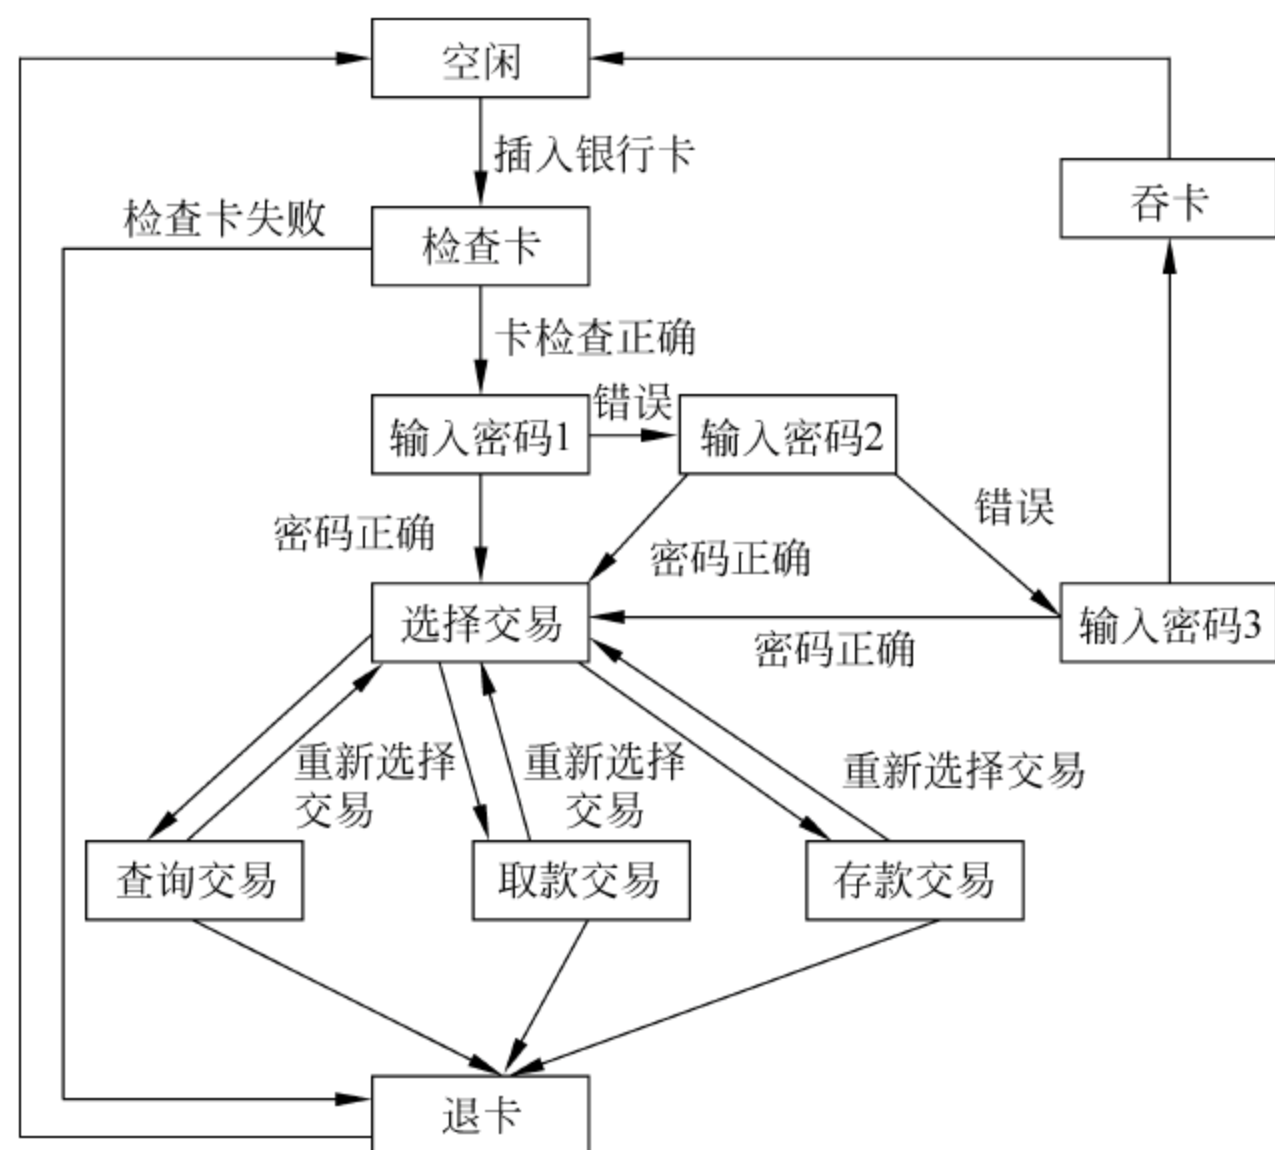 空闲
插入银行卡
吞卡
检查卡失败
检查卡
卡检查正确
错误
输入密码1
输入密码2
错误
密码正确
密码正确
选择交易
输入密码3
密码正确
重新选择
交易
重新选择
交易
重新选择交易
查询交易
取款交易
存款交易
退卡